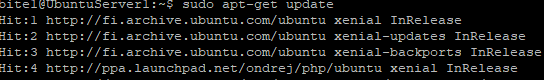 bitel@UbuntuServer1:~$ sudo apt-get update
Hit:1 http://fi.archive.ubuntu.com/ubuntu xenial InRelease
Hit:2 http://fi.archive.ubuntu.com/ubuntu xenial-updates InRelease
Hit:3 http://fi.archive.ubuntu.com/ubuntu xenial-backports InRelease
Hit:4 http://ppa.launchpad.net/ondrej/php/ubuntu xenial InRelease